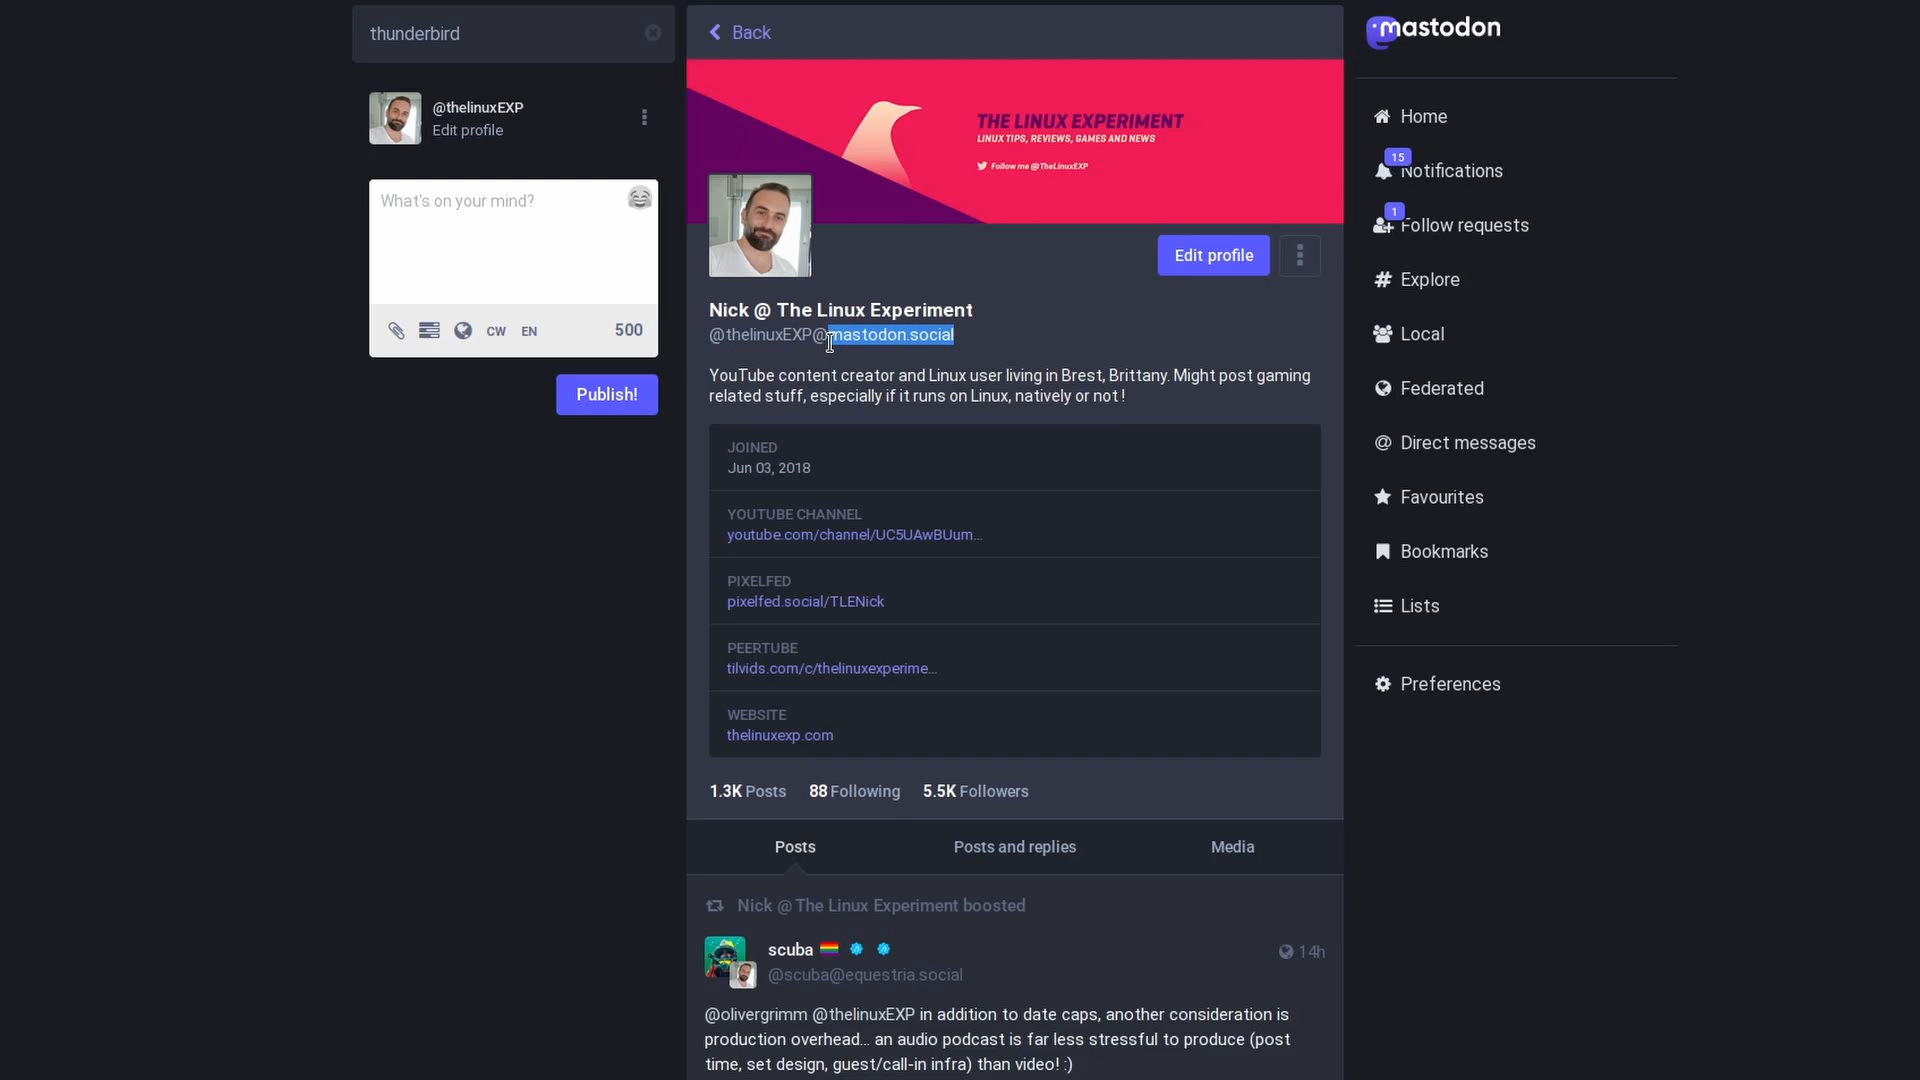 thunderbird
@thelinuxEXP
Edit profile
What's on your mind?
CW
EN
500
Publish!
Back
THE LINUX EXPERIMENT
LINUX TIPS, REVIEWS, GAMES AND NEWS
Follow me @TheLinuxEXP
Edit profile
Nick @ The Linux Experiment
@thelinuxEXP@mastodon.social
YouTube content creator and Linux user living in Brest, Brittany. Might post gaming
related stuff, especially if it runs on Linux, natively or not !
JOINED
Jun 03, 2018
YOUTUBE CHANNEL
youtube.com/channel/UC5UAwBUum...
PIXELFED
pixelfed.social/TLENick
PEERTUBE
tilvids.com/c/thelinuxexperime...
WEBSITE
thelinuxexp.com
1.3K Posts 88 Following 5.5K Followers
Posts
Posts and replies
Media
Nick @ The Linux Experiment boosted
scuba
14h
@scuba@equestria.social
@olivergrimm @thelinuxEXP in addition to date caps, another consideration is
production overhead... an audio podcast is far less stressful to produce (post
time, set design, guest/call-in infra) than video! :)
mastodon
Home
15
Notifications
1
Follow requests
Explore
Local
Federated
Direct messages
Favourites
Bookmarks
Lists
Preferences